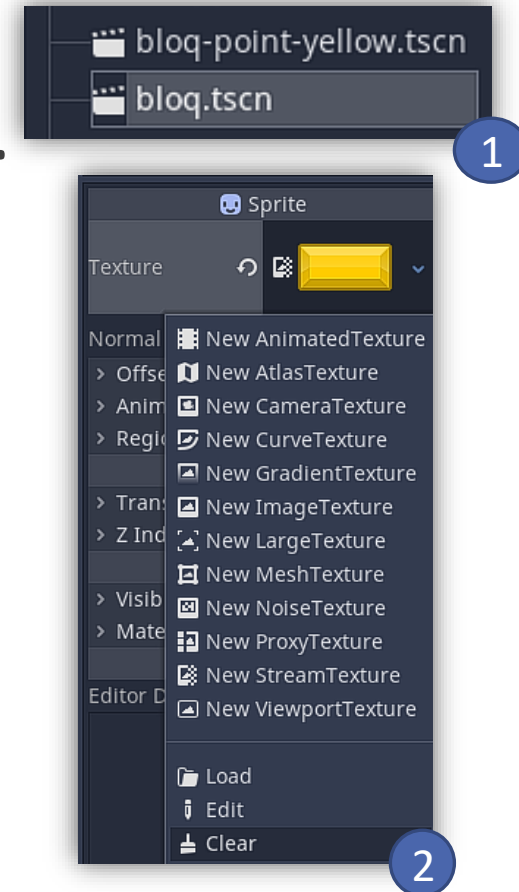 bloq-point-yellow.tscn
bloq.tscn
1
Sprite
Texture
Normal
New AnimatedTexture
> Offse
New AtlasTexture
> Anim
New CameraTexture
> Regi
New CurveTexture
New GradientTexture
> Tran
New ImageTexture
> Z Ind
New LargeTexture
New MeshTexture
> Visib
New NoiseTexture
> Mate
New ProxyTexture
New StreamTexture
Editor D
New ViewportTexture
Load
Edit
Clear
2